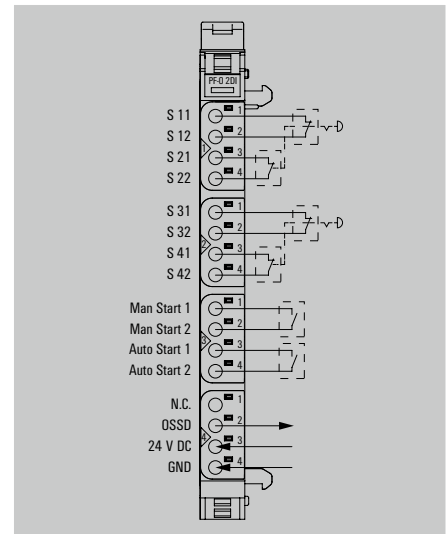 PF-O 2DI
S 11 1
S 12 2
1
S 21 3
S 22 4
S 31 1
S 32 2
2
S 41 3
S 42 4
Man Start 1 1
Man Start 2 2
3
Auto Start 1 3
Auto Start 2 4
N.C. 1
OSSD 2
4
24 V DC 3
GND 4